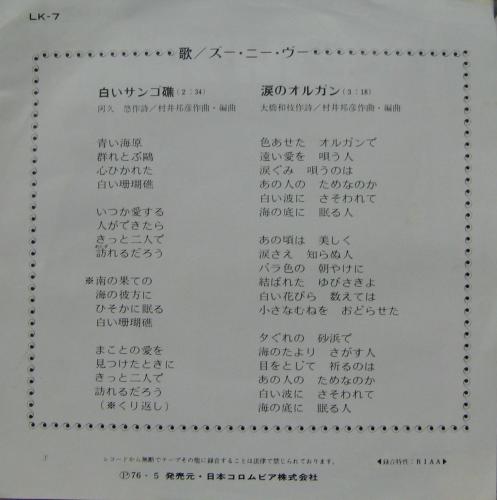 LK-7
歌／ズー・ニー・ヴー
白いサンゴ礁(2:34)
阿久 悠作詩／村井邦彦作曲・編曲
青い海原
群れとぶ鷗
心ひかれた
白い珊瑚礁
いつか愛する
人ができたら
きっと二人で
訪れるだろう
※南の果ての
海の彼方に
ひそかに眠る
白い珊瑚礁
まことの愛を
見つけたときに
きっと二人で
訪れるだろう
(※くり返し)
涙のオルガン(3:18)
大橋和枝作詩／村井邦彦作曲・編曲
色あせた オルガンで
遠い愛を 唄う人
涙ぐみ 唄うのは
あの人の ためなのか
白い波に さそわれて
海の底に 眠る人
あの頃は 美しく
涙さえ 知らぬ人
バラ色の 朝やけに
結ばれた ゆびさきよ
白い花びら 数えては
小さなむねを おどらせた
夕ぐれの 砂浜で
海のたより さがす人
目をとじて 祈るのは
あの人の ためなのか
白い波に さそわれて
海の底に 眠る人
レコードから無断でテープその他に録音することは法律で禁じられております。
◀録音特性：RIAA▶
Ⓟ76・5 発売元・日本コロムビア株式会社